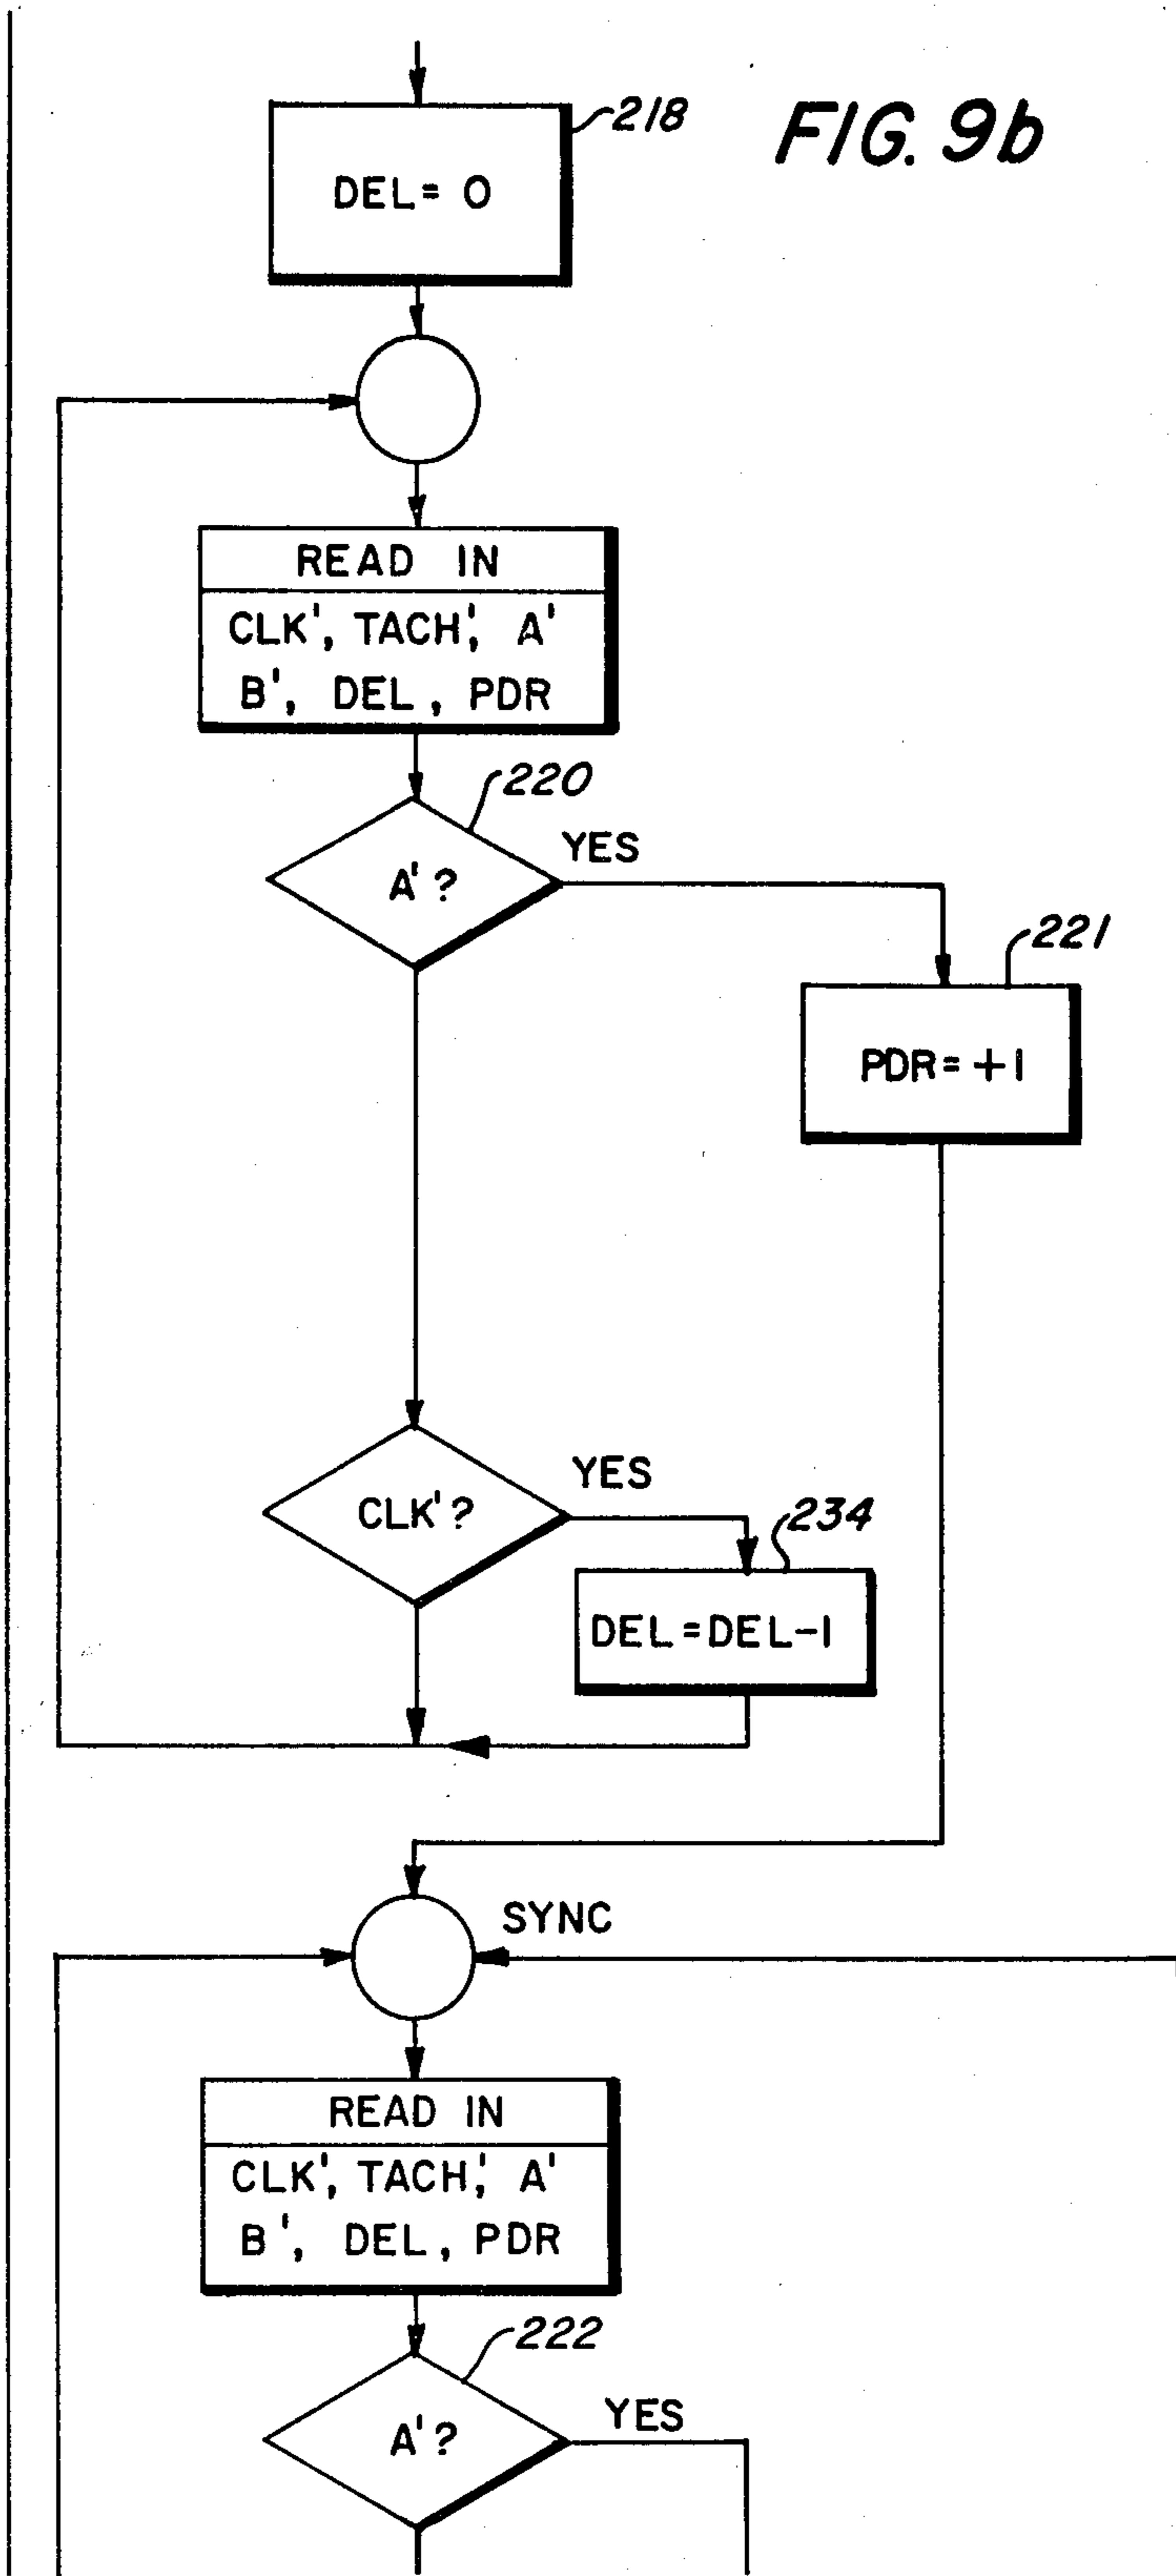 218
FIG. 9b
DEL= 0
READ IN
CLK', TACH', A'
B', DEL, PDR
220
YES
A'?
221
PDR=+1
YES
CLK'?
234
DEL=DEL-1
SYNC
READ IN
CLK', TACH', A'
B', DEL, PDR
222
YES
A'?